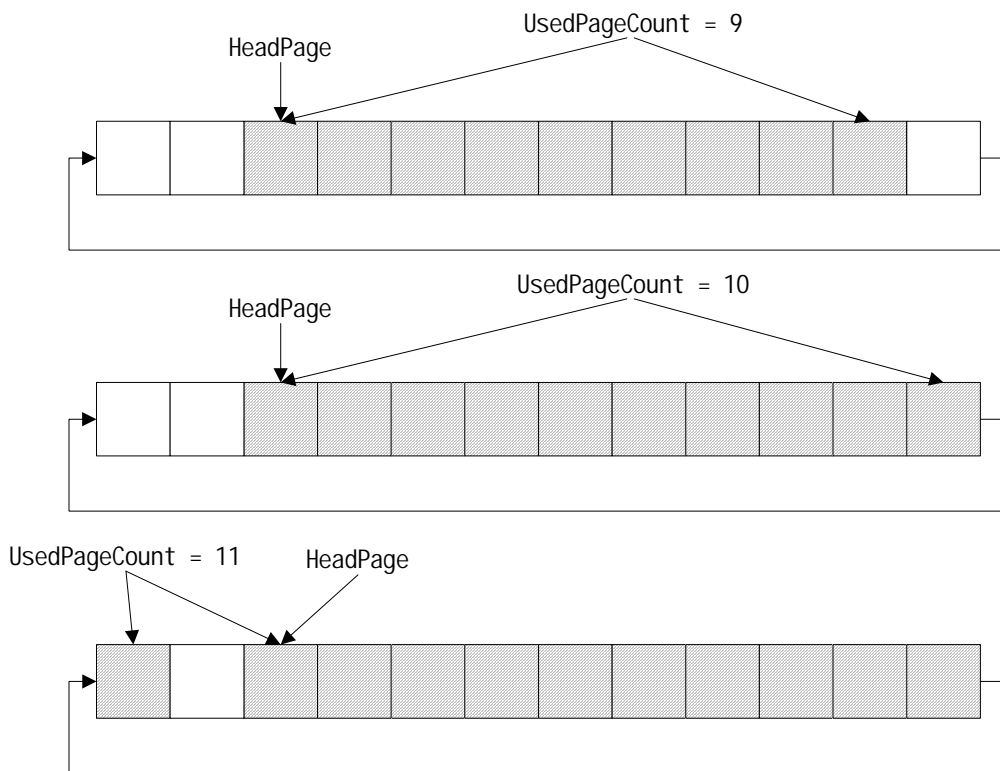 UsedPageCount = 9
HeadPage
UsedPageCount = 10
HeadPage
UsedPageCount = 11
HeadPage